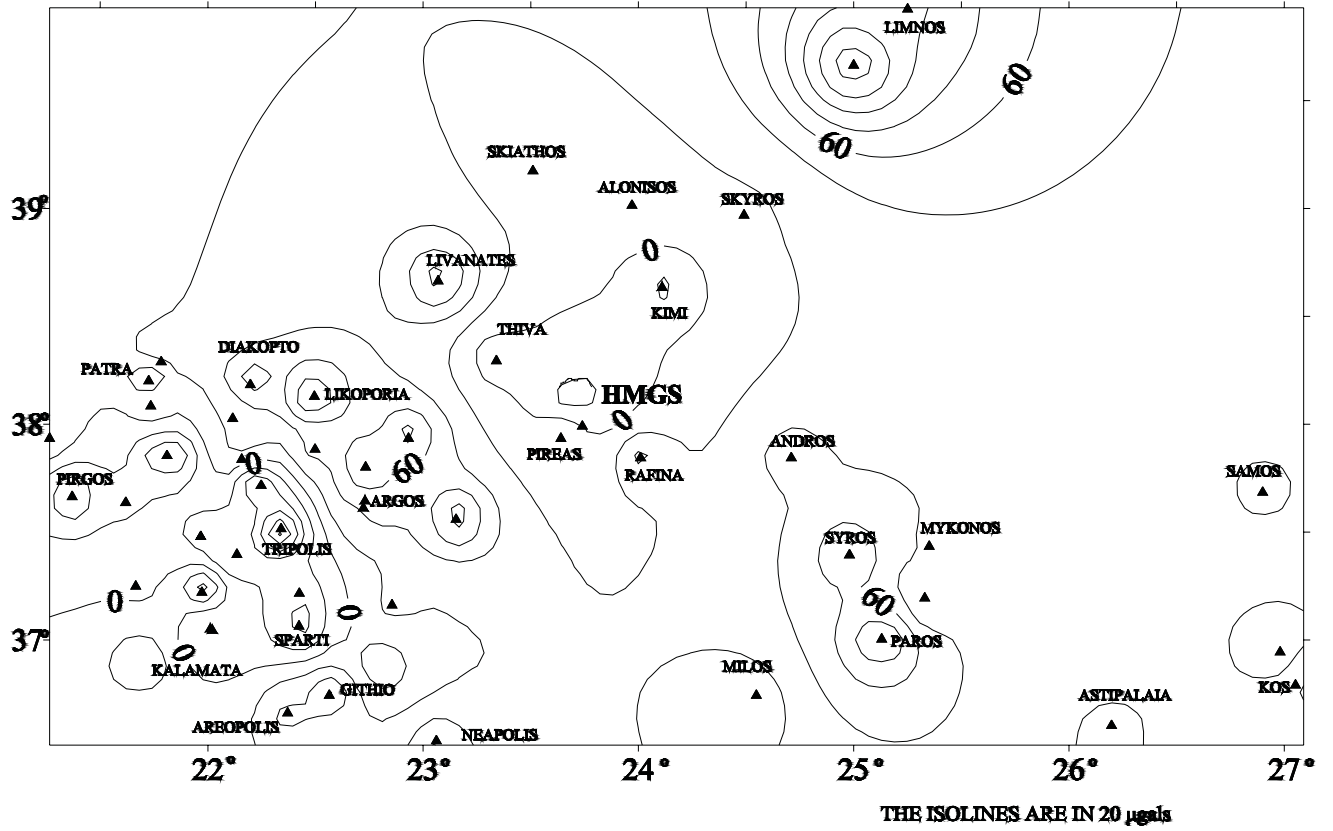 LIMNOS
60
60
SKIATHOS
ALONISOS
SKYROS
39°
0
LIVANATES
KIMI
THIVA
DIAKOPTO
PATRA
LIKOPORIA
HMGS
38°
0
ANDROS
PIREAS
RAFINA
0
60
PIRGOS
ARGOS
SAMOS
MYKONOS
SYROS
TRIPOLIS
0
0
60
37°
SPARTI
PAROS
0
KALAMATA
MILOS
GITHIO
KOS
ASTIPALAIA
AREOPOLIS
NEAPOLIS
22° 23° 24° 25° 26° 27°
THE ISOLINES ARE IN 20 μgals